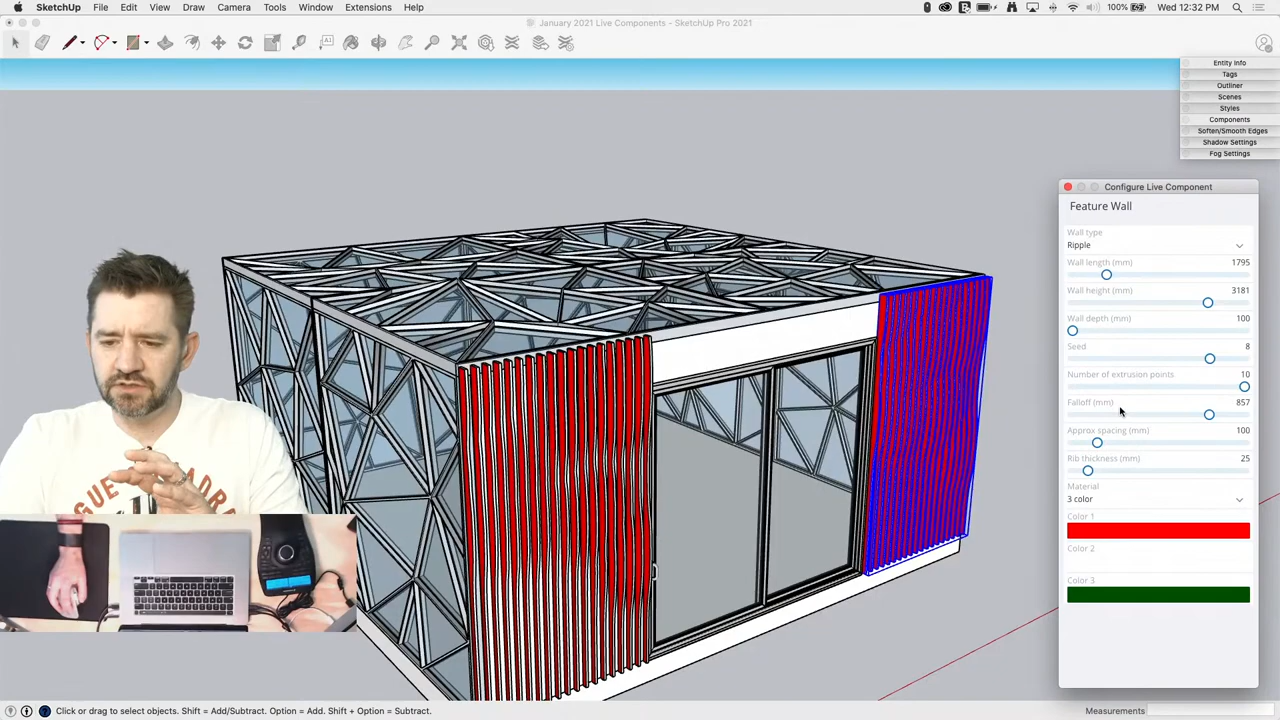 SketchUp File Edit View Draw Camera Tools Window Extensions Help
100% Wed 12:32 PM
January 2021 Live Components - SketchUp Pro 2021
Entity Info
Tags
Outliner
Scenes
Styles
Components
Soften/Smooth Edges
Shadow Settings
Fog Settings
Configure Live Component
Feature Wall
Wall type
Ripple
Wall length (mm) 1795
Wall height (mm) 3181
Wall depth (mm) 100
Seed 8
Number of extrusion points 10
Falloff (mm) 857
Approx spacing (mm) 100
Rib thickness (mm) 25
Material
3 color
Color 1
Color 2
Color 3
Click or drag to select objects. Shift = Add/Subtract. Option = Add. Shift + Option = Subtract.
Measurements